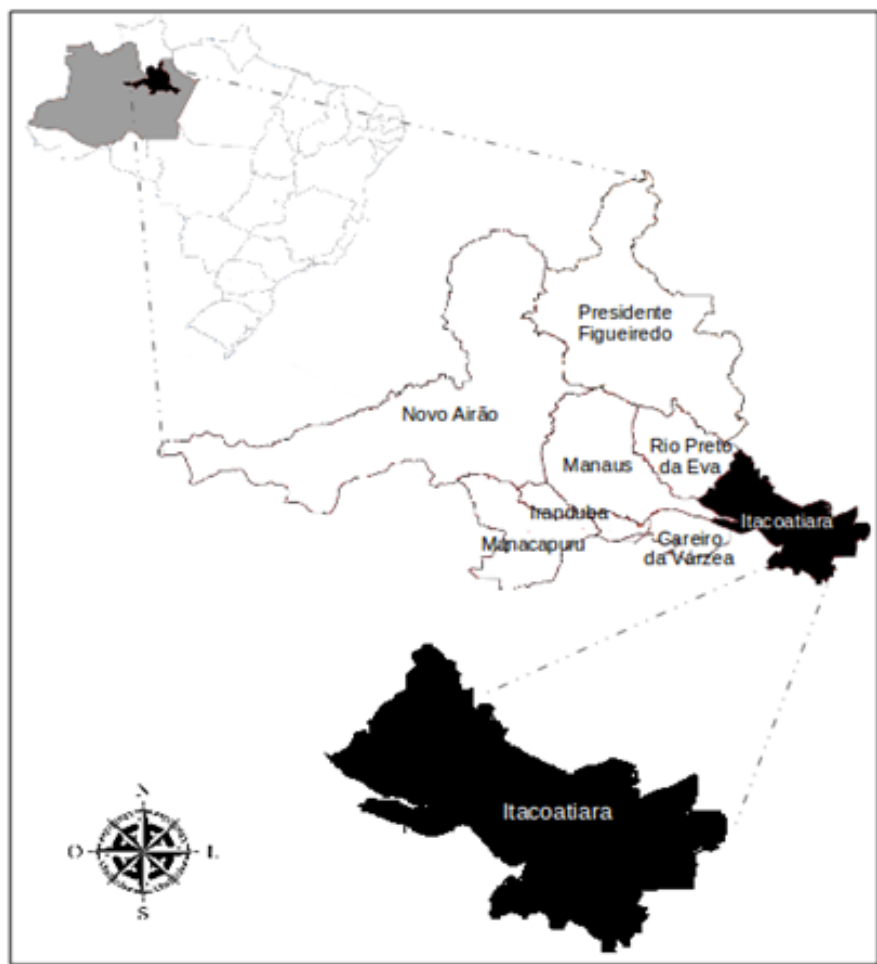 Presidente
Figueiredo
Novo Airão
Rio Preto
da Eva
Manaus
Iranduba
Itacoatiara
Manacapuru
Careiro
da Várzea
Itacoatiara
N
O
L
S